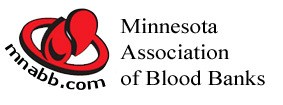 Minnesota
Association
of Blood Banks
mnabb.com